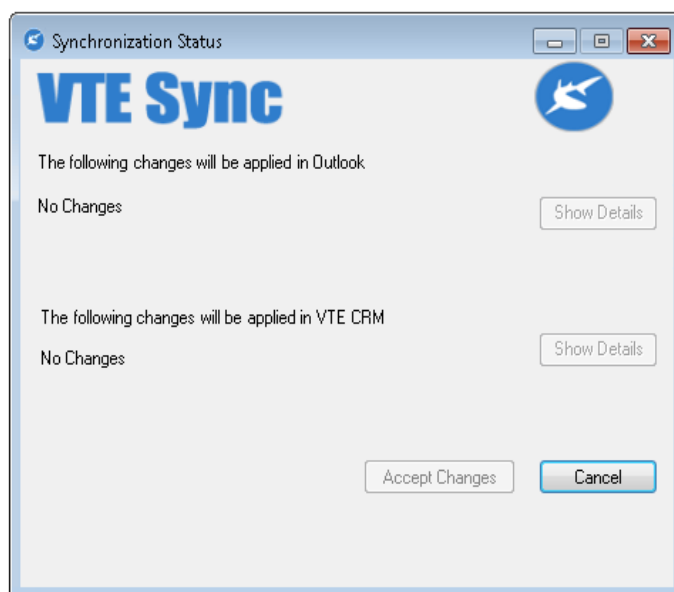 Synchronization Status
VTE Sync
The following changes will be applied in Outlook
No Changes
Show Details
The following changes will be applied in VTE CRM
No Changes
Show Details
Accept Changes
Cancel